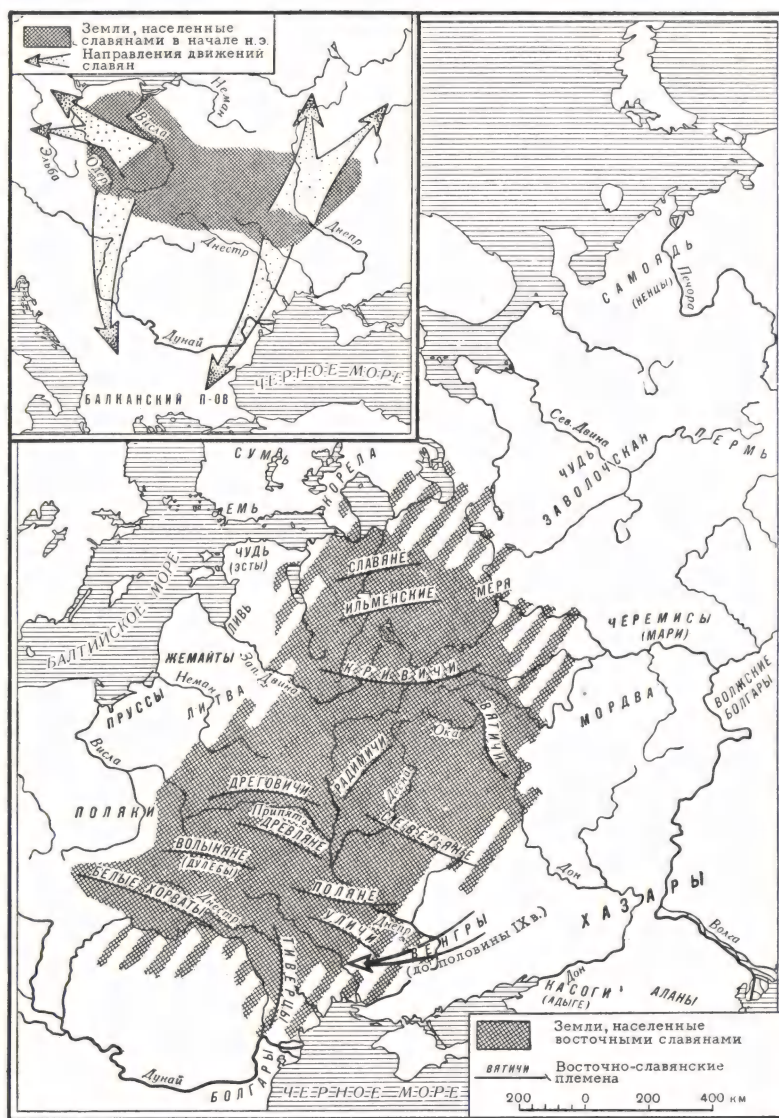 Земли, населенные
славянами в начале н.э.
Направления движений
славян
Неман
Висла
Эльба
Одер
Днестр
Днепр
Дунай
ЧЕРНОЕ МОРЕ
БАЛКАНСКИЙ П-ОВ
САМОЯДЬ
(НЕНЦЫ)
Печора
Сев. Двина
ПЕРМЬ
ЧУДЬ
ЗАВОЛОЧСКАЯ
СУМЬ
КОРЕЛА
ЕМЬ
ЧУДЬ
(ЭСТЫ)
СЛАВЯНЕ
ИЛЬМЕНСКИЕ
МЕРЯ
БАЛТИЙСКОЕ МОРЕ
ЛИВЬ
ЧЕРЕМИСЫ
(МАРИ)
ЖЕМАЙТЫ
Зап. Двина
КРИВИЧИ
ВОЛЖСКИЕ
БОЛГАРЫ
ПРУССЫ
Неман
ЛИТВА
МОРДВА
ВЯТИЧИ
Ока
Висла
РАДИМИЧИ
Десна
ДРЕГОВИЧИ
ПОЛЯКИ
Припять
ДРЕВЛЯНЕ
СЕВЕРЯНЕ
ВОЛЫНЯНЕ
(ДУЛЕБЫ)
БЕЛЫЕ ХОРВАТЫ
ПОЛЯНЕ
Дон
Днестр
УЛИЧИ
Днепр
ВЕНГРЫ
(до половины IX в.)
ХАЗАРЫ
Волга
ТИВЕРЦЫ
Дон
КАСОГИ
(АДЫГЕ)
АЛАНЫ
Дунай
БОЛГАРЫ
ЧЕРНОЕ МОРЕ
Земли, населенные
восточными славянами
ВЯТИЧИ
Восточно-славянские
племена
200 0 200 400 км